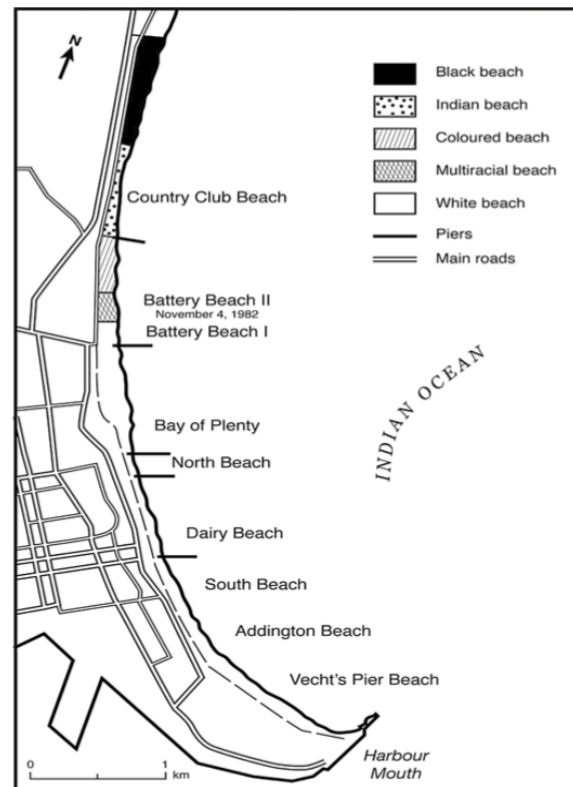 N
Black beach
Indian beach
Coloured beach
Multiracial beach
White beach
Piers
Main roads
Country Club Beach
Battery Beach II
November 4, 1982
Battery Beach I
INDIAN OCEAN
Bay of Plenty
North Beach
Dairy Beach
South Beach
Addington Beach
Vecht's Pier Beach
Harbour
Mouth
0 1
km